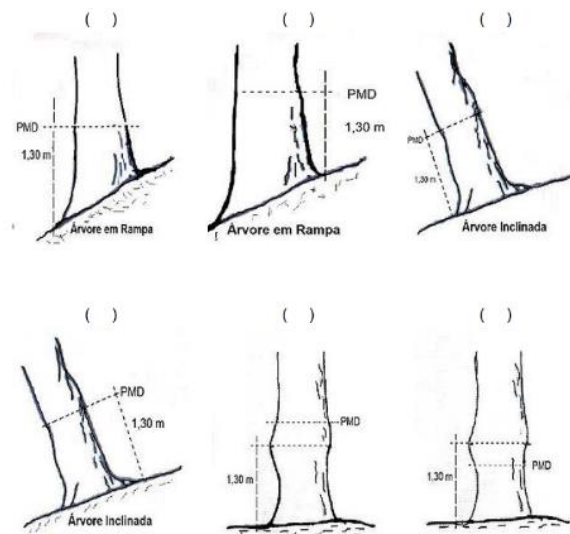 ( ) ( ) ( )
PMD
1,30 m
Árvore em Rampa
PMD
1,30 m
Árvore em Rampa
PMD
1,30 m
Árvore Inclinada
( ) ( ) ( )
PMD
1,30 m
Árvore Inclinada
PMD
1,30 m
PMD
1,30 m